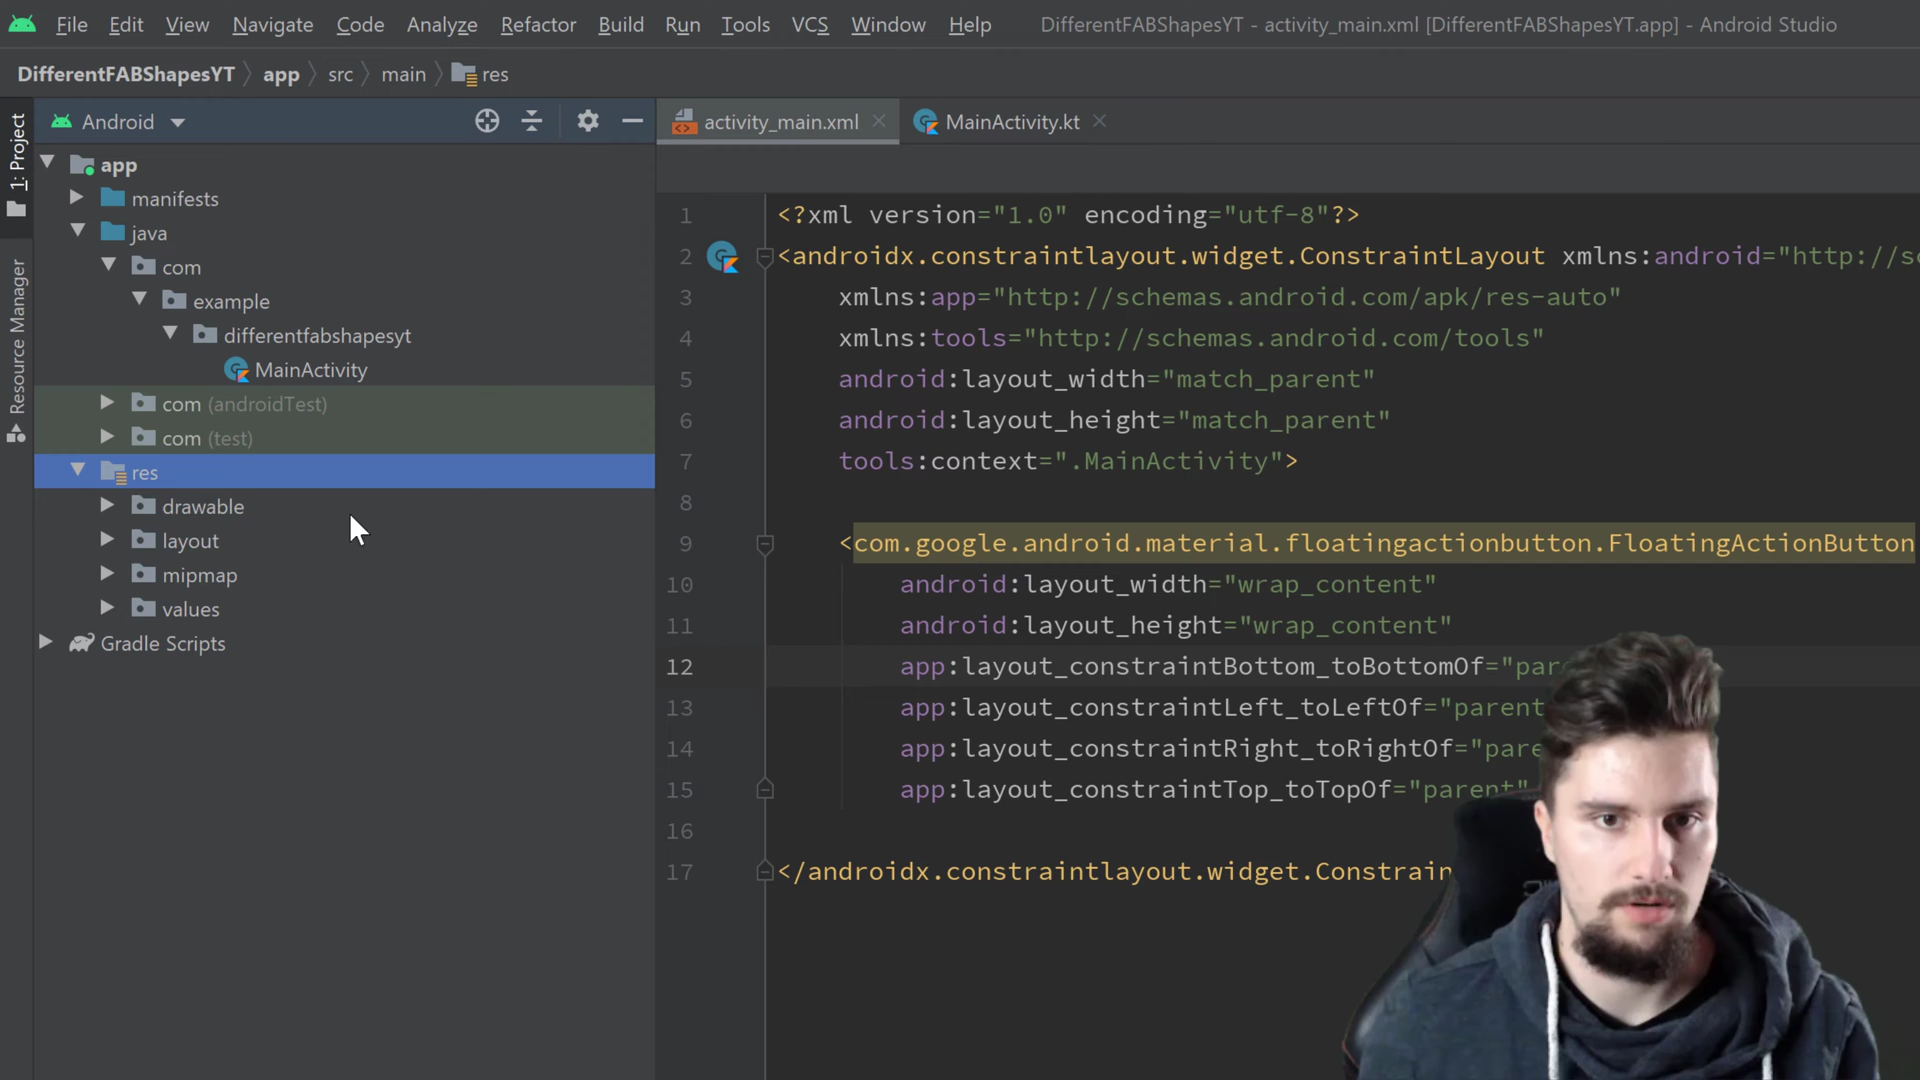 File Edit View Navigate Code Analyze Refactor Build Run Tools VCS Window Help DifferentFABShapesYT - activity_main.xml [DifferentFABShapesYT.app] - Android Studio
DifferentFABShapesYT app src main res
1: Project
Resource Manager
Android
app
manifests
java
com
example
differentfabshapesyt
MainActivity
com (androidTest)
com (test)
res
drawable
layout
mipmap
values
Gradle Scripts
activity_main.xml MainActivity.kt
1 <?xml version="1.0" encoding="utf-8"?>
2 <androidx.constraintlayout.widget.ConstraintLayout xmlns:android="http://sc
3 xmlns:app="http://schemas.android.com/apk/res-auto"
4 xmlns:tools="http://schemas.android.com/tools"
5 android:layout_width="match_parent"
6 android:layout_height="match_parent"
7 tools:context=".MainActivity">
8
9 <com.google.android.material.floatingactionbutton.FloatingActionButton
10 android:layout_width="wrap_content"
11 android:layout_height="wrap_content"
12 app:layout_constraintBottom_toBottomOf="par
13 app:layout_constraintLeft_toLeftOf="parent
14 app:layout_constraintRight_toRightOf="pare
15 app:layout_constraintTop_toTopOf="parent"
16
17 </androidx.constraintlayout.widget.Constrain